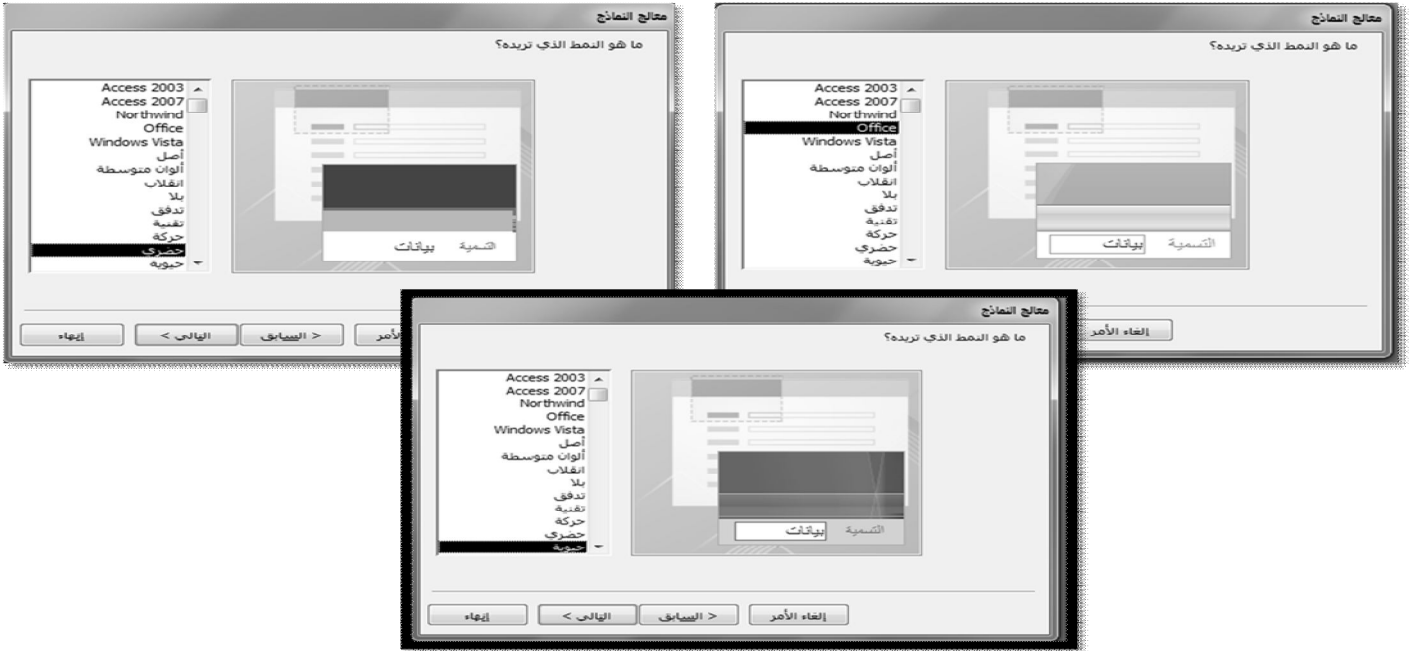 معالج النماذج
ما هو النمط الذي تريده؟
Access 2003
Access 2007
Northwind
Office
Windows Vista
أصل
ألوان متوسطة
انقلاب
بلا
تدفق
تقنية
حركة
حضري
حيوية
التسمية بيانات
إلغاء الأمر
معالج النماذج
ما هو النمط الذي تريده؟
Access 2003
Access 2007
Northwind
Office
Windows Vista
أصل
ألوان متوسطة
انقلاب
بلا
تدفق
تقنية
حركة
حضري
حيوية
التسمية بيانات
الأمر < السابق التالي > إنهاء
معالج النماذج
ما هو النمط الذي تريده؟
Access 2003
Access 2007
Northwind
Office
Windows Vista
أصل
ألوان متوسطة
انقلاب
بلا
تدفق
تقنية
حركة
حضري
حيوية
التسمية بيانات
إلغاء الأمر < السابق التالي > إنهاء